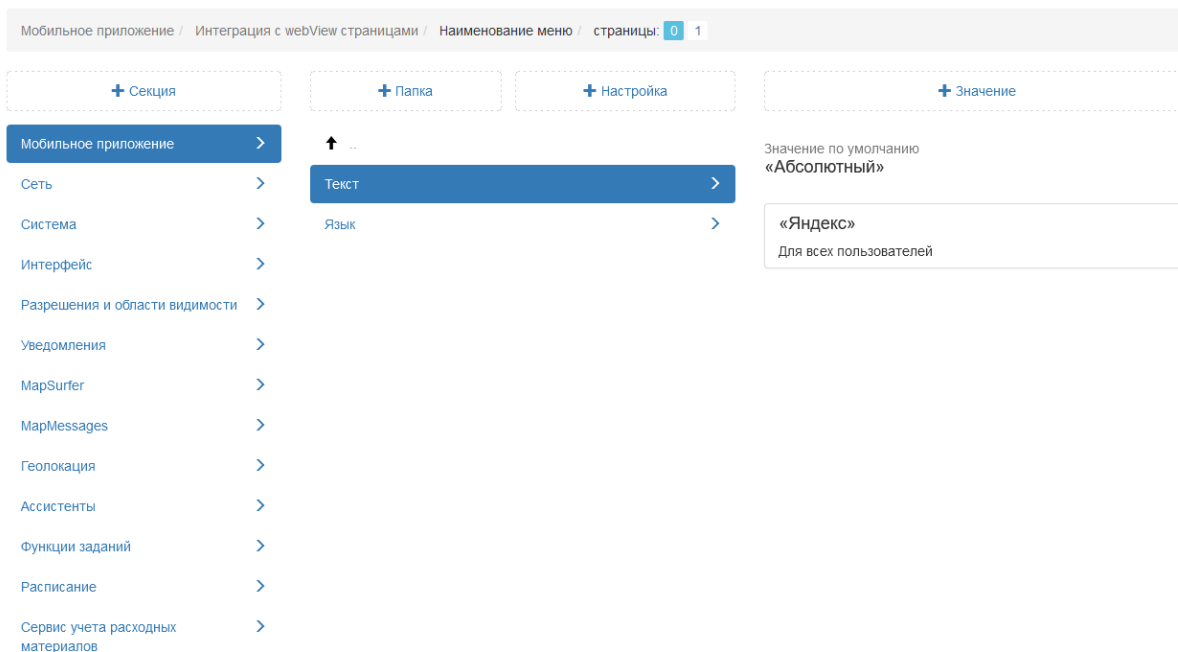 Мобильное приложение / Интеграция с webView страницами / Наименование меню / страницы: 0 1
+ Секция
+ Папка
+ Настройка
+ Значение
Мобильное приложение
Сеть
Система
Интерфейс
Разрешения и области видимости
Уведомления
MapSurfer
MapMessages
Геолокация
Ассистенты
Функции заданий
Расписание
Сервис учета расходных
материалов
..
Текст
Язык
Значение по умолчанию
«Абсолютный»
«Яндекс»
Для всех пользователей